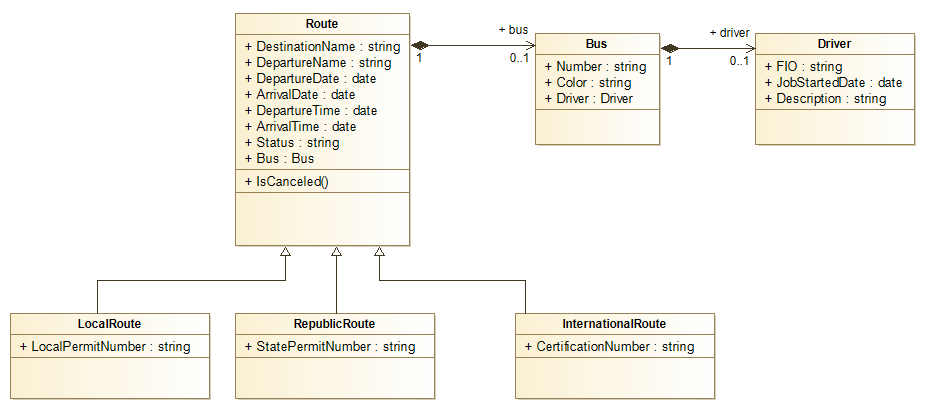 Route
+ DestinationName : string
+ DepartureName : string
+ DepartureDate : date
+ ArrivalDate : date
+ DepartureTime : date
+ ArrivalTime : date
+ Status : string
+ Bus : Bus
+ IsCanceled()
1
+ bus
0..1
Bus
+ Number : string
+ Color : string
+ Driver : Driver
1
+ driver
0..1
Driver
+ FIO : string
+ JobStartedDate : date
+ Description : string
LocalRoute
+ LocalPermitNumber : string
RepublicRoute
+ StatePermitNumber : string
InternationalRoute
+ CertificationNumber : string